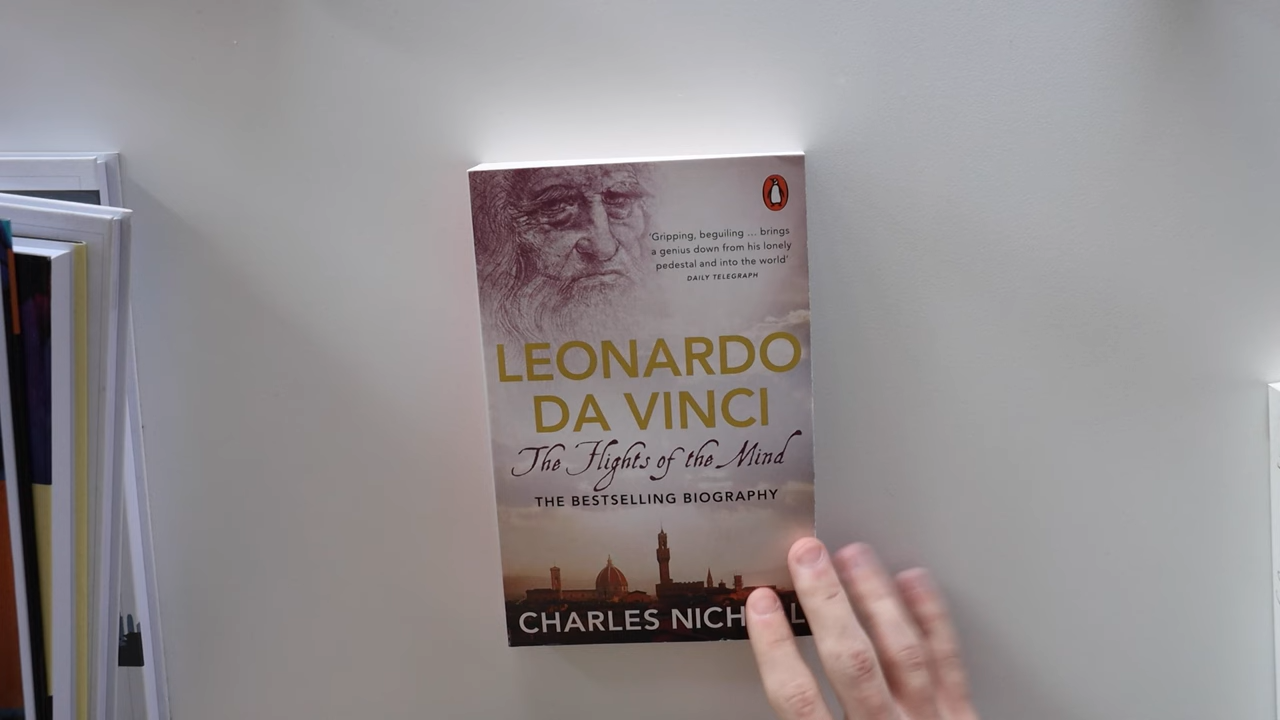 'Gripping, beguiling ... brings
a genius down from his lonely
pedestal and into the world'
DAILY TELEGRAPH
LEONARDO
DA VINCI
The Flights of the Mind
THE BESTSELLING BIOGRAPHY
CHARLES